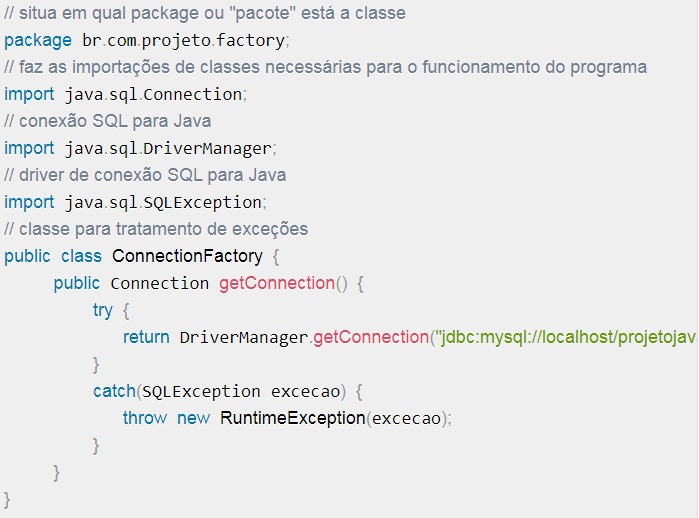 // situa em qual package ou "pacote" está a classe
package br.com.projeto.factory;
// faz as importações de classes necessárias para o funcionamento do programa
import java.sql.Connection;
// conexão SQL para Java
import java.sql.DriverManager;
// driver de conexão SQL para Java
import java.sql.SQLException;
// classe para tratamento de exceções
public class ConnectionFactory {
public Connection getConnection() {
try {
return DriverManager.getConnection("jdbc:mysql://localhost/projetojav
}
catch(SQLException excecao) {
throw new RuntimeException(excecao);
}
}
}